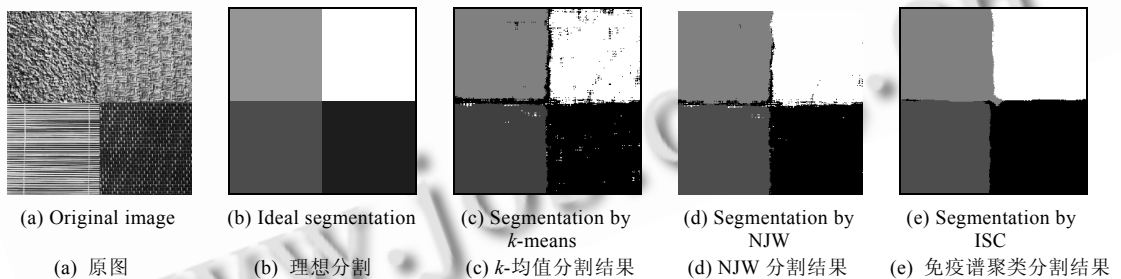 (a) Original image
(b) Ideal segmentation
(c) Segmentation by
k-means
(d) Segmentation by
NJW
(e) Segmentation by
ISC
(a) 原图
(b) 理想分割
(c) k-均值分割结果
(d) NJW 分割结果
(e) 免疫谱聚类分割结果